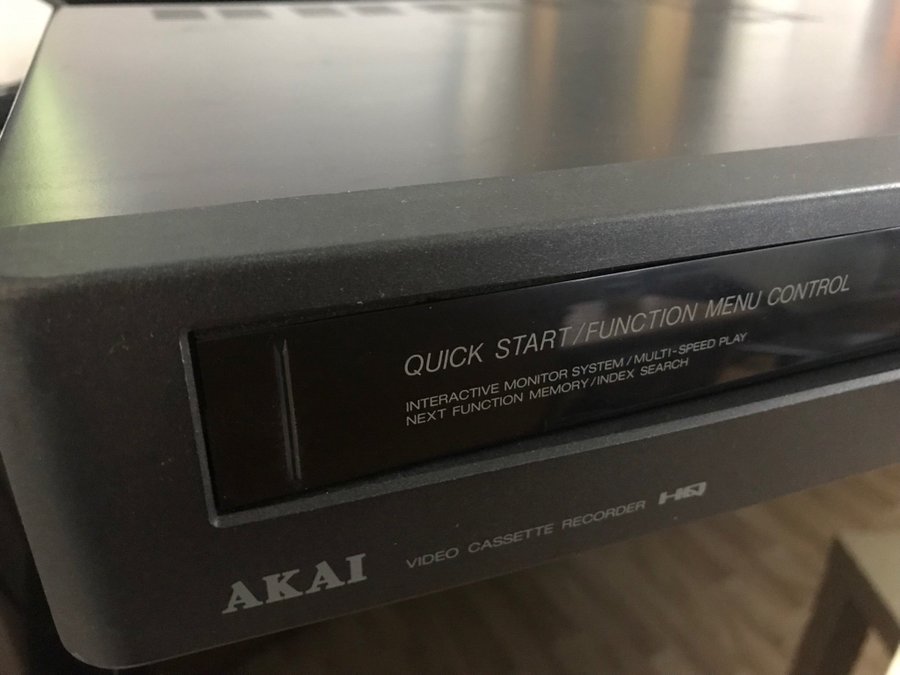 QUICK START/FUNCTION MENU CONTROL
INTERACTIVE MONITOR SYSTEM/MULTI-SPEED PLAY
NEXT FUNCTION MEMORY/INDEX SEARCH
AKAI VIDEO CASSETTE RECORDER HQ